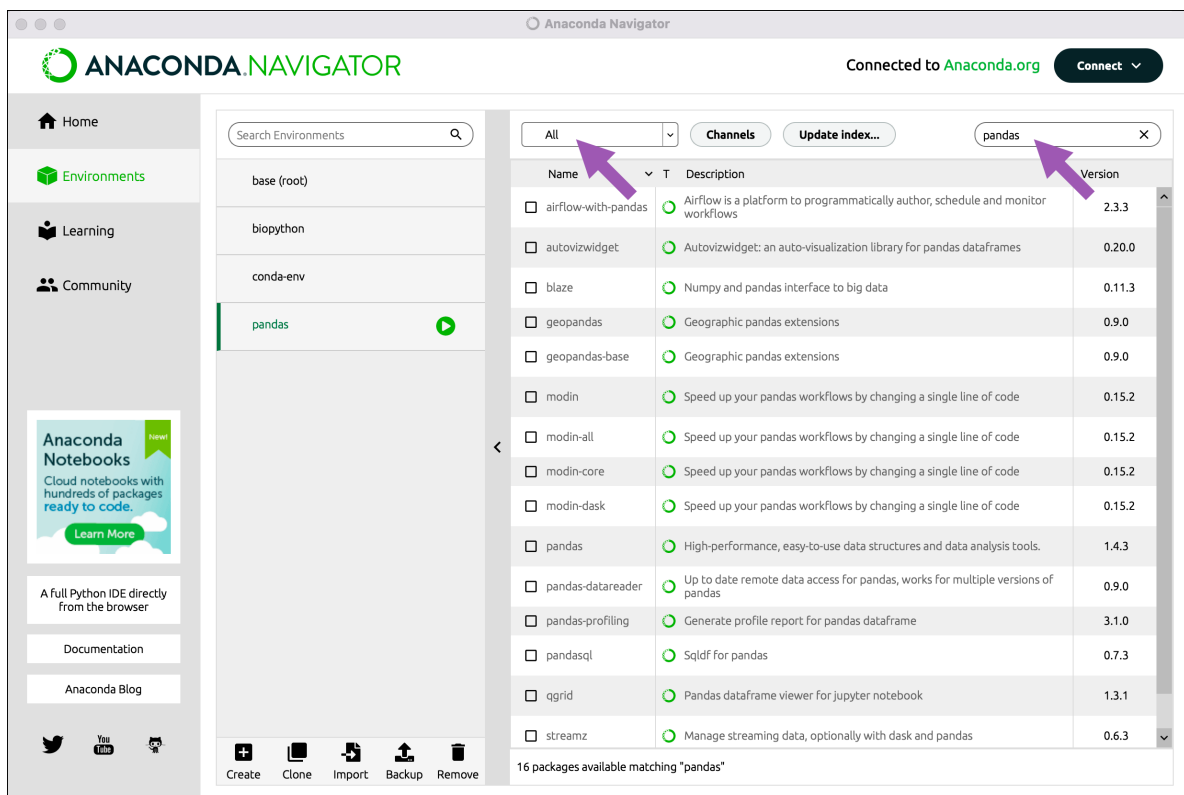 Anaconda Navigator
ANACONDA.NAVIGATOR
Connected to Anaconda.org
Connect
Home
Environments
Learning
Community
Anaconda
Notebooks
New!
Cloud notebooks with
hundreds of packages
ready to code.
Learn More
A full Python IDE directly
from the browser
Documentation
Anaconda Blog
You
Tube
Search Environments
base (root)
biopython
conda-env
pandas
Create Clone Import Backup Remove
All
Channels
Update index...
pandas
Name T Description Version
airflow-with-pandas Airflow is a platform to programmatically author, schedule and monitor
workflows 2.3.3
autovizwidget Autovizwidget: an auto-visualization library for pandas dataframes 0.20.0
blaze Numpy and pandas interface to big data 0.11.3
geopandas Geographic pandas extensions 0.9.0
geopandas-base Geographic pandas extensions 0.9.0
modin Speed up your pandas workflows by changing a single line of code 0.15.2
modin-all Speed up your pandas workflows by changing a single line of code 0.15.2
modin-core Speed up your pandas workflows by changing a single line of code 0.15.2
modin-dask Speed up your pandas workflows by changing a single line of code 0.15.2
pandas High-performance, easy-to-use data structures and data analysis tools. 1.4.3
pandas-datareader Up to date remote data access for pandas, works for multiple versions of
pandas 0.9.0
pandas-profiling Generate profile report for pandas dataframe 3.1.0
pandasql Sqldf for pandas 0.7.3
qgrid Pandas dataframe viewer for jupyter notebook 1.3.1
streamz Manage streaming data, optionally with dask and pandas 0.6.3
16 packages available matching "pandas"